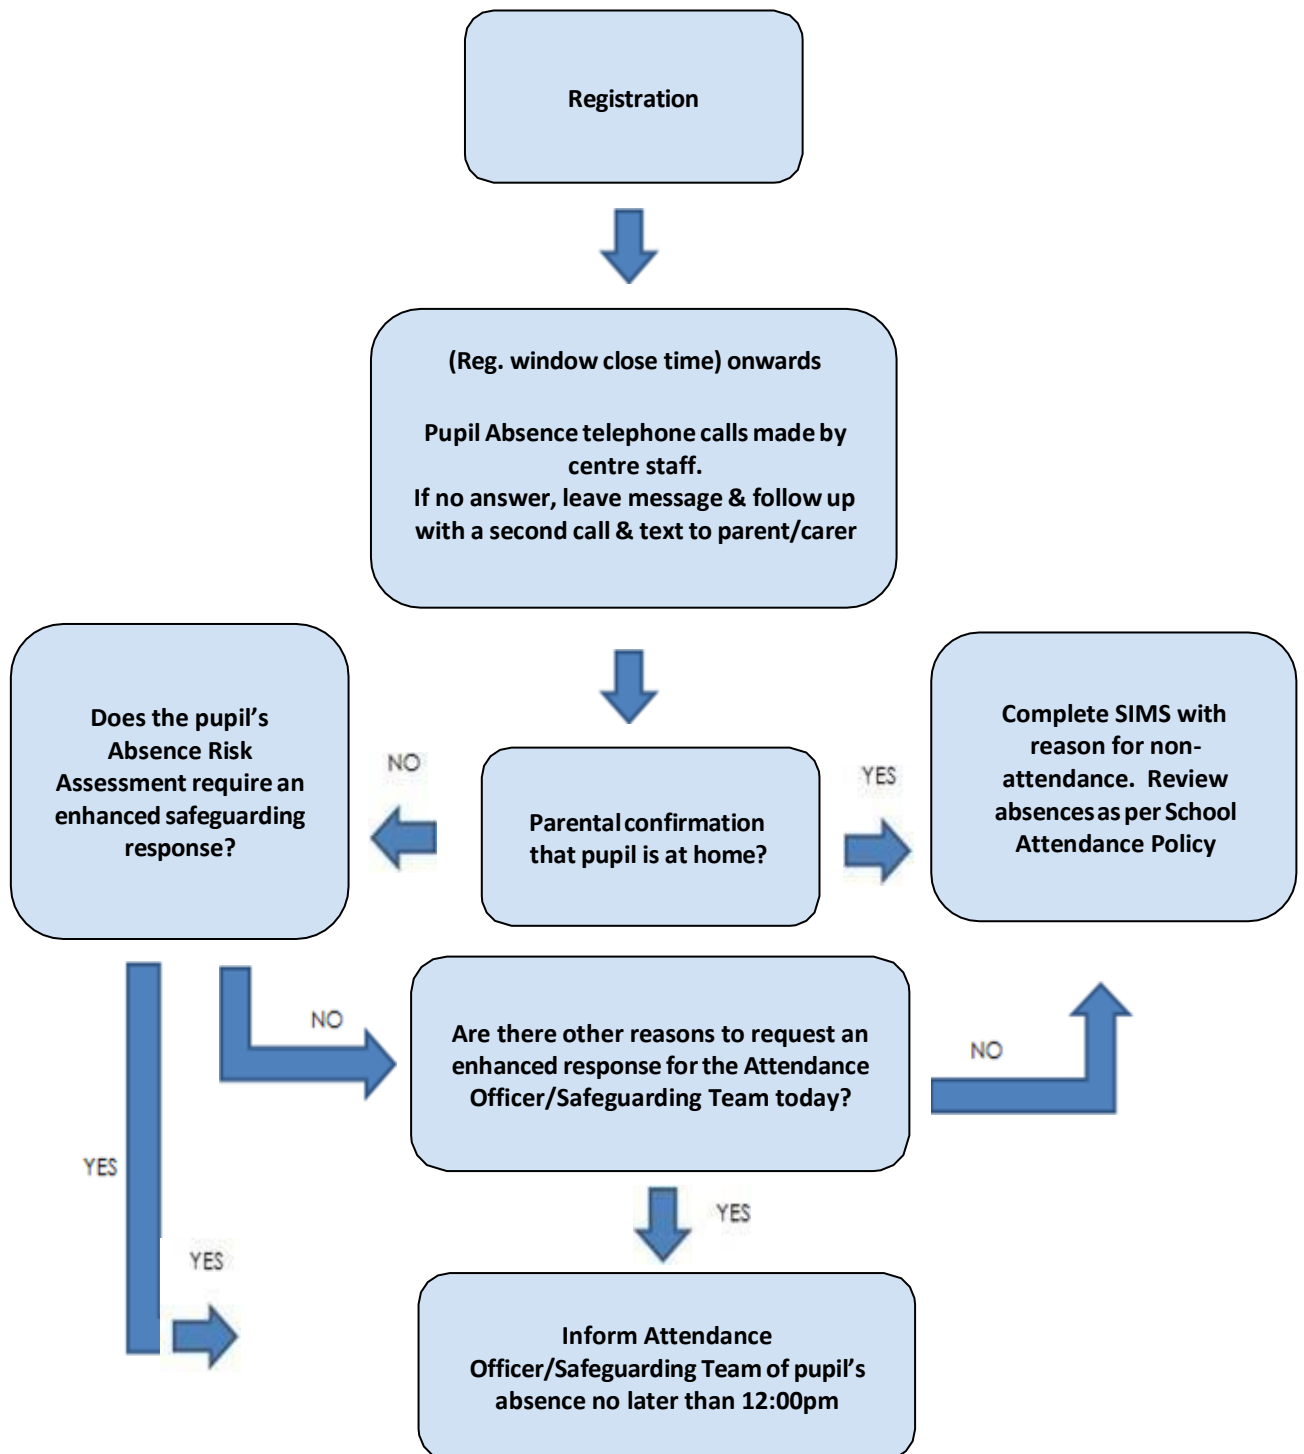 Registration
(Reg. window close time) onwards
Pupil Absence telephone calls made by
centre staff.
If no answer, leave message & follow up
with a second call & text to parent/carer
Does the pupil’s
Absence Risk
Assessment require an
enhanced safeguarding
response?
NO
Parental confirmation
that pupil is at home?
YES
Complete SIMS with
reason for non-
attendance. Review
absences as per School
Attendance Policy
NO
Are there other reasons to request an
enhanced response for the Attendance
Officer/Safeguarding Team today?
NO
YES
YES
YES
Inform Attendance
Officer/Safeguarding Team of pupil’s
absence no later than 12:00pm